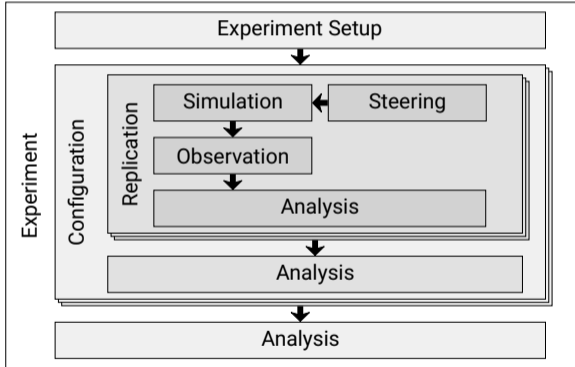 Experiment Setup
Experiment
Configuration
Replication
Simulation
Steering
Observation
Analysis
Analysis
Analysis